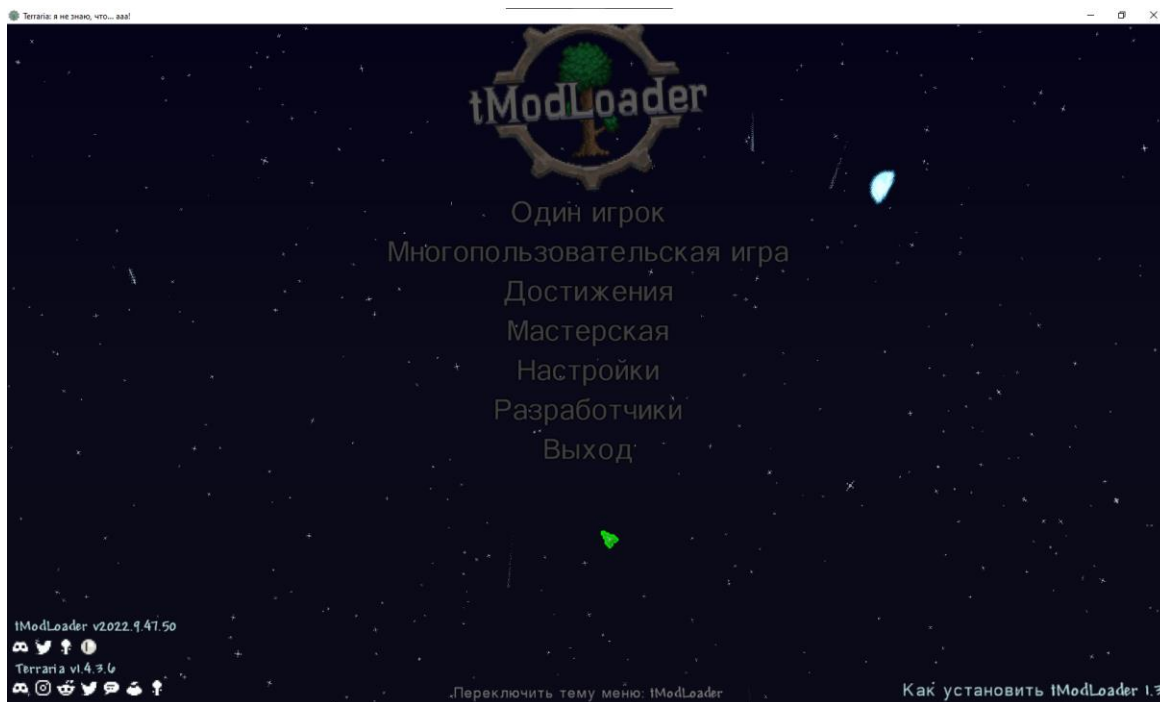 Terraria: я не знаю, что... ааа!
tModLoader
Один игрок
Многопользовательская игра
Достижения
Мастерская
Настройки
Разработчики
Выход
tModLoader v2022.9.47.50
Terraria v1.4.3.6
Переключить тему меню: tModLoader
Как установить tModLoader 1.3